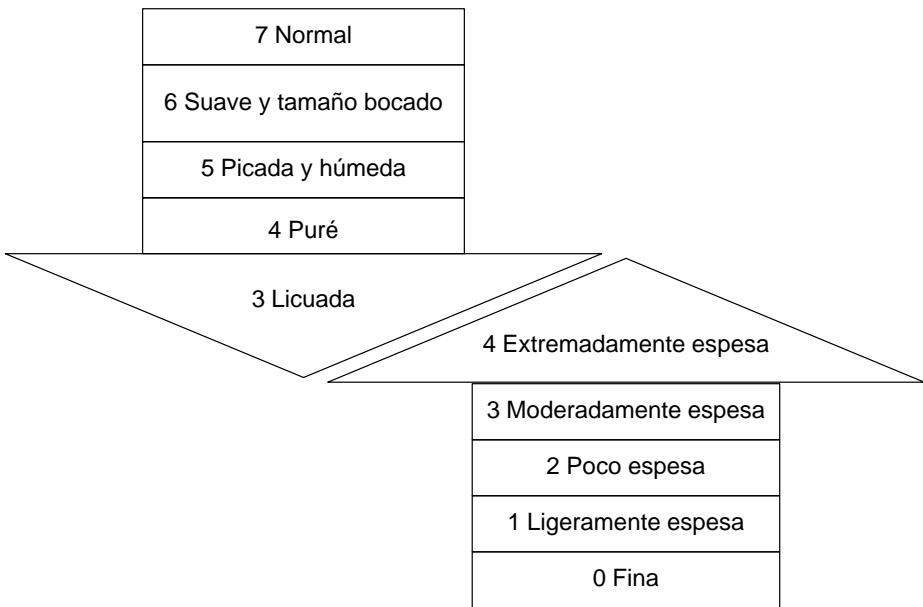 7 Normal
6 Suave y tamaño bocado
5 Picada y húmeda
4 Puré
3 Licuada
4 Extremadamente espesa
3 Moderadamente espesa
2 Poco espesa
1 Ligeramente espesa
0 Fina